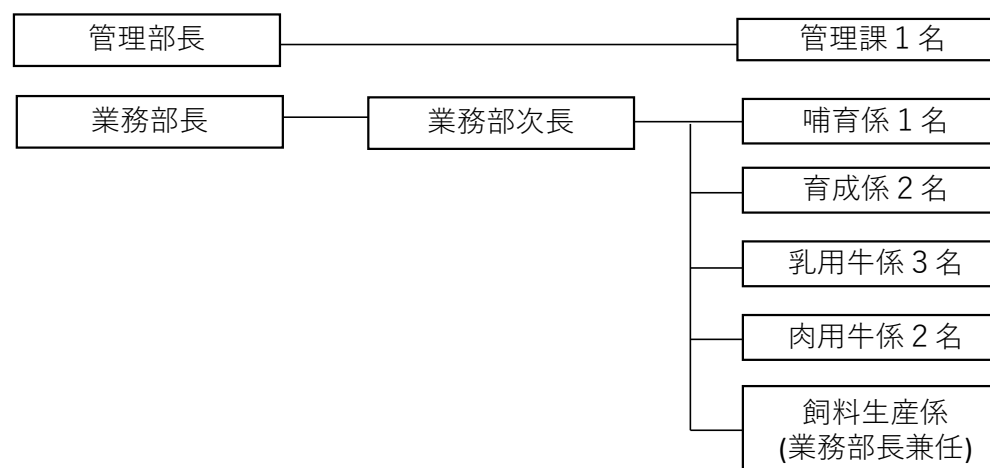 管理部長
管理課１名
業務部長
業務部次長
哺育係１名
育成係２名
乳用牛係３名
肉用牛係２名
飼料生産係
(業務部長兼任)